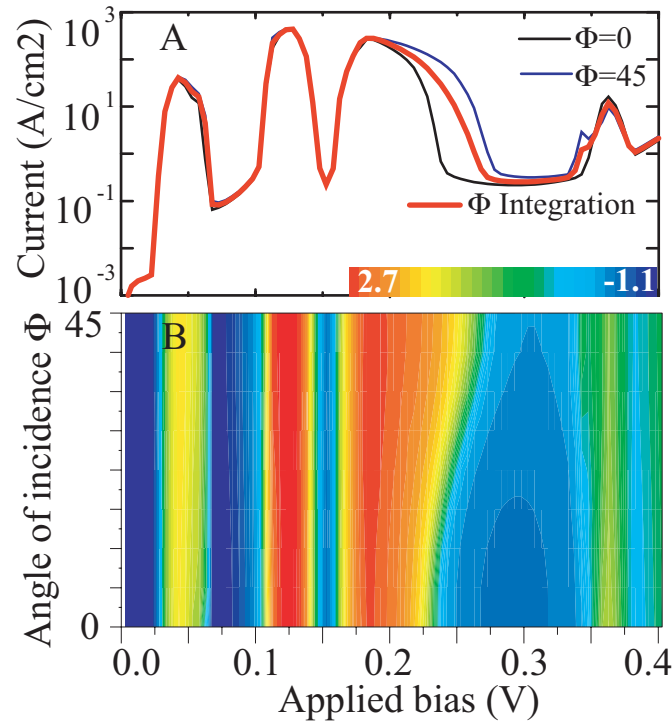 A
Φ=0
Φ=45
Φ Integration
Current (A/cm2)
10^3
10^1
10^-1
10^-3
2.7
-1.1
B
Angle of incidence Φ
45
0
0.0
0.1
0.2
0.3
0.4
Applied bias (V)